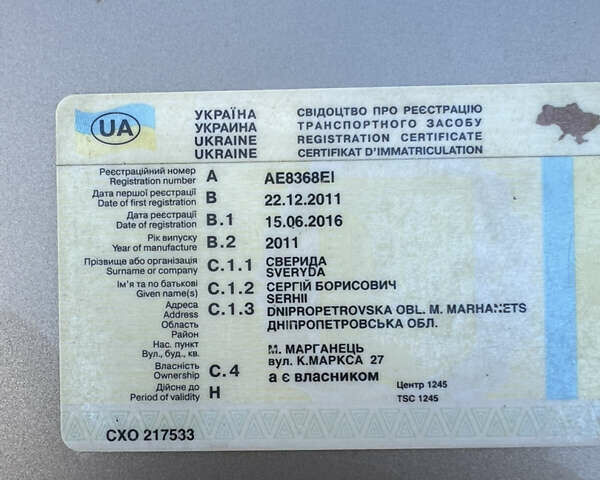 UA
УКРАЇНА
УКРАИНА
UKRAINE
UKRAINE
СВІДОЦТВО ПРО РЕЄСТРАЦІЮ
ТРАНСПОРТНОГО ЗАСОБУ
REGISTRATION CERTIFICATE
CERTIFIKAT D'IMMATRICULATION
Реєстраційний номер
Registration number A AE8368EI
Дата першої реєстрації
Date of first registration B 22.12.2011
Дата реєстрації
Date of registration B.1 15.06.2016
Рік випуску
Year of manufacture B.2 2011
Прізвище або організація
Surname or company C.1.1 СВЕРИДА
SVERYDA
Ім'я та по батькові
Given name(s) C.1.2 СЕРГІЙ БОРИСОВИЧ
SERHII
Адреса
Address C.1.3 DNIPROPETROVSKA OBL. M. MARHANETS
Область ДНІПРОПЕТРОВСЬКА ОБЛ.
Район
Нас. пункт М. МАРГАНЕЦЬ
Вул., буд., кв. вул. К.МАРКСА 27
Власність
Ownership C.4 а є власником
Дійсне до
Period of validity H
Центр 1245
TSC 1245
СХО 217533